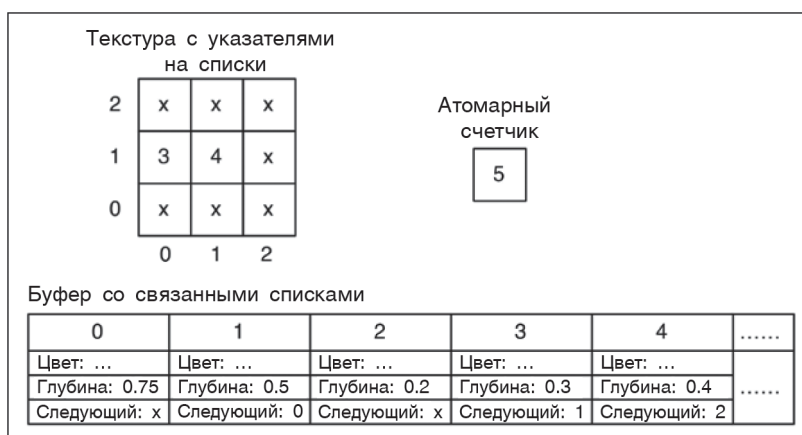 Текстура с указателями
на списки
2 x x x
1 3 4 x
0 x x x
0 1 2
Атомарный
счетчик
5
Буфер со связанными списками
0 1 2 3 4 ......
Цвет: ... Цвет: ... Цвет: ... Цвет: ... Цвет: ...
Глубина: 0.75 Глубина: 0.5 Глубина: 0.2 Глубина: 0.3 Глубина: 0.4 ......
Следующий: x Следующий: 0 Следующий: x Следующий: 1 Следующий: 2